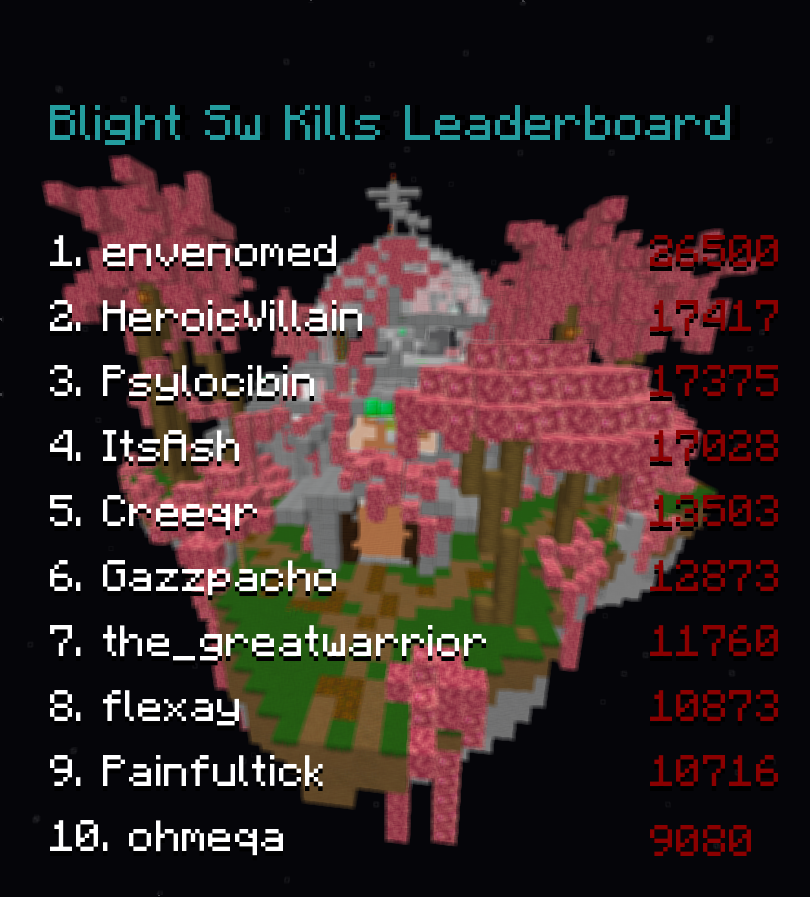 Blight Sw Kills Leaderboard
1. envenomed 26500
2. HeroicVillain 17417
3. Psylocibin 17375
4. ItsAsh 17028
5. Creeqr 13503
6. Gazzpacho 12873
7. the_greatwarrior 11760
8. flexay 10873
9. Painfultick 10716
10. ohmeqa 9080